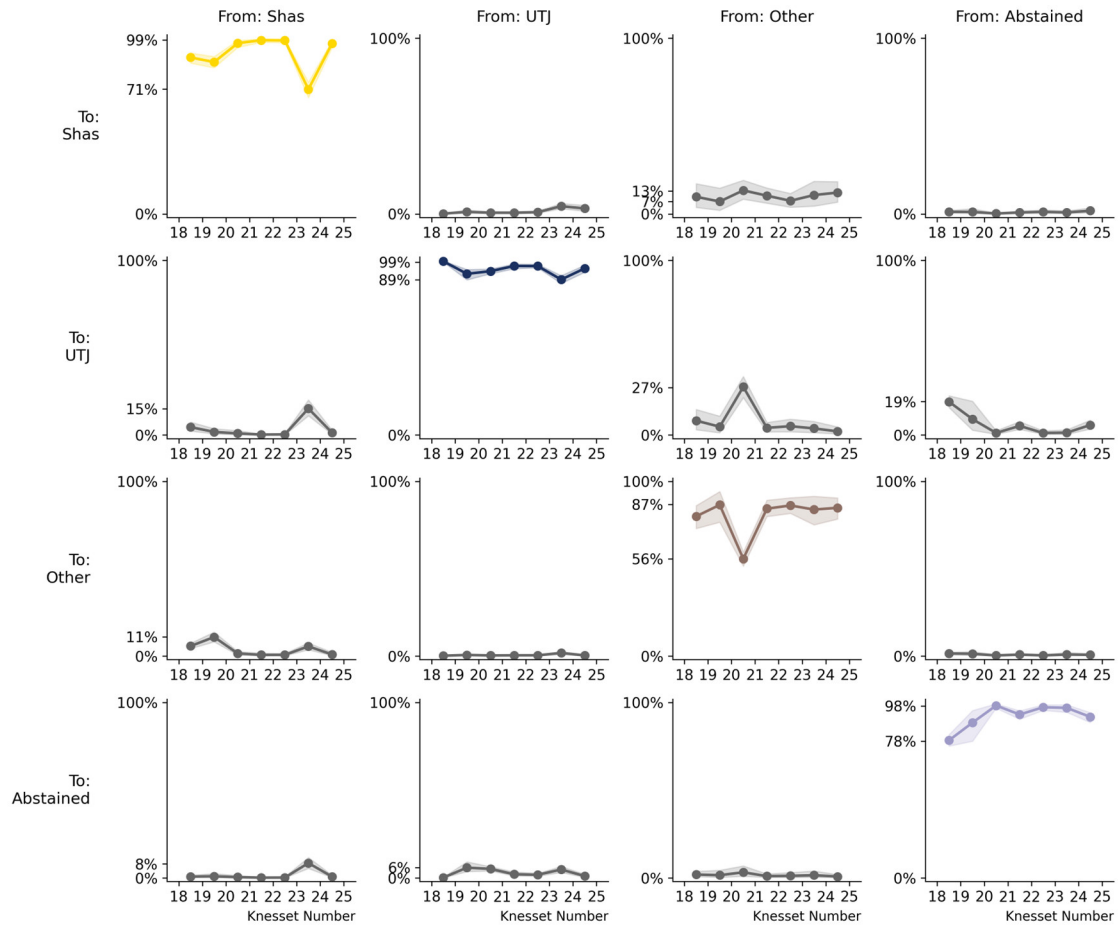 From: Shas
From: UTJ
From: Other
From: Abstained
To:
Shas
99%
71%
0%
18 19 20 21 22 23 24 25
100%
0%
18 19 20 21 22 23 24 25
100%
13%
7%
0%
18 19 20 21 22 23 24 25
100%
0%
18 19 20 21 22 23 24 25
To:
UTJ
100%
15%
0%
18 19 20 21 22 23 24 25
99%
89%
0%
18 19 20 21 22 23 24 25
100%
27%
0%
18 19 20 21 22 23 24 25
100%
19%
0%
18 19 20 21 22 23 24 25
To:
Other
100%
11%
0%
18 19 20 21 22 23 24 25
100%
0%
18 19 20 21 22 23 24 25
100%
87%
56%
0%
18 19 20 21 22 23 24 25
100%
0%
18 19 20 21 22 23 24 25
To:
Abstained
100%
8%
0%
18 19 20 21 22 23 24 25
Knesset Number
100%
6%
0%
18 19 20 21 22 23 24 25
Knesset Number
100%
0%
18 19 20 21 22 23 24 25
Knesset Number
98%
78%
0%
18 19 20 21 22 23 24 25
Knesset Number